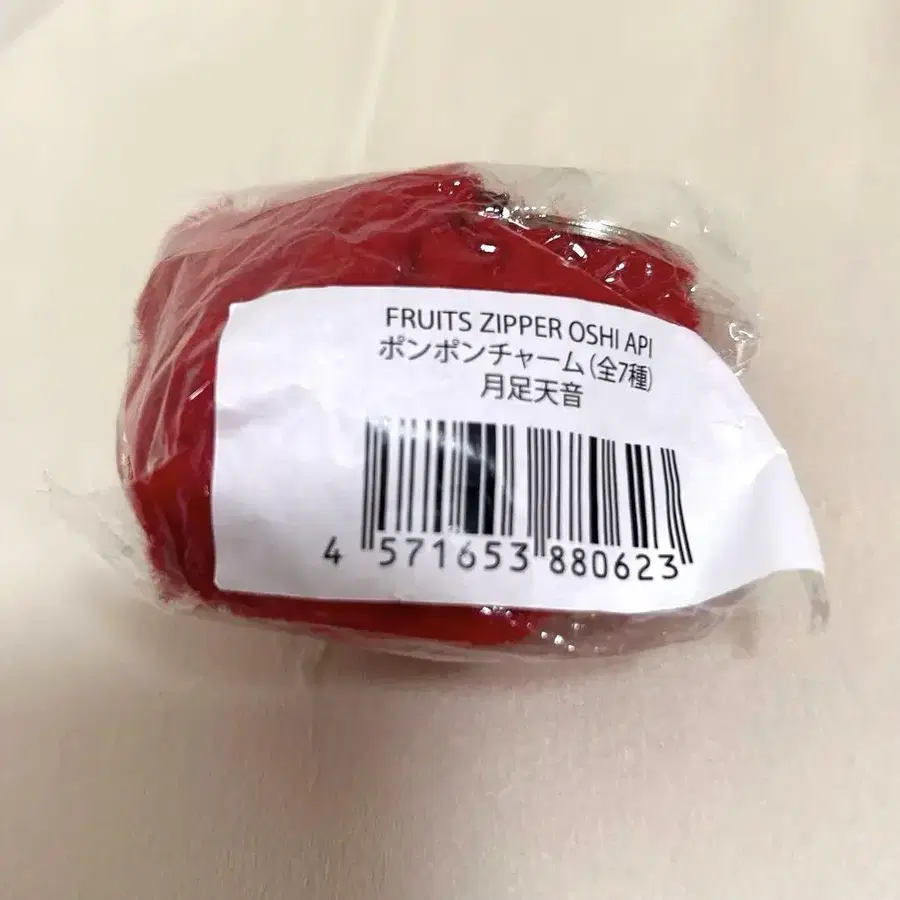 FRUITS ZIPPER OSHI API
ポンポンチャーム(全7種)
月足天音
4 571653 880623